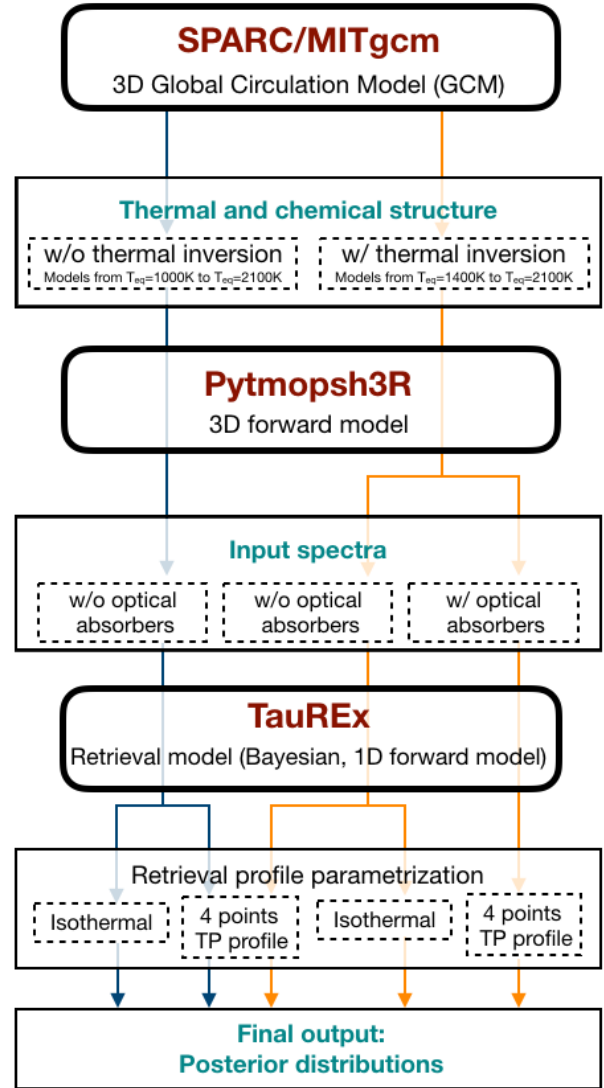 SPARC/MITgcm
3D Global Circulation Model (GCM)
Thermal and chemical structure
w/o thermal inversion
Models from Teq=1000K to Teq=2100K
w/ thermal inversion
Models from Teq=1400K to Teq=2100K
Pytmopsh3R
3D forward model
Input spectra
w/o optical
absorbers
w/o optical
absorbers
w/ optical
absorbers
TauREx
Retrieval model (Bayesian, 1D forward model)
Retrieval profile parametrization
Isothermal
4 points
TP profile
Isothermal
4 points
TP profile
Final output:
Posterior distributions